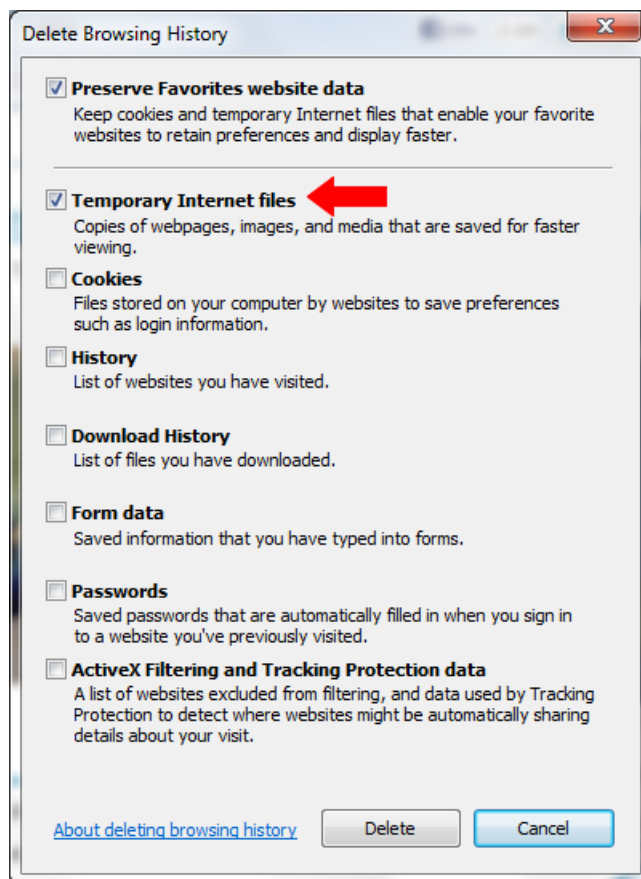 Delete Browsing History
Preserve Favorites website data
Keep cookies and temporary Internet files that enable your favorite
websites to retain preferences and display faster.
Temporary Internet files
Copies of webpages, images, and media that are saved for faster
viewing.
Cookies
Files stored on your computer by websites to save preferences
such as login information.
History
List of websites you have visited.
Download History
List of files you have downloaded.
Form data
Saved information that you have typed into forms.
Passwords
Saved passwords that are automatically filled in when you sign in
to a website you've previously visited.
ActiveX Filtering and Tracking Protection data
A list of websites excluded from filtering, and data used by Tracking
Protection to detect where websites might be automatically sharing
details about your visit.
About deleting browsing history
Delete
Cancel